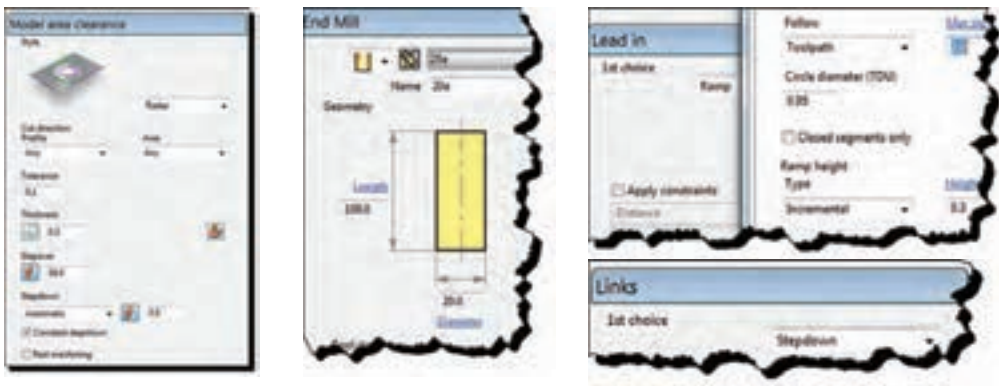 Model area clearance
Style
Raster
Cut direction
Profile
Area
Any
Any
Tolerance
0.1
Thickness
0.5
Stepover
Stepdown
Automatic
Constant stepdown
Rest machining
End Mill
20a
Name 20a
Geometry
Length
100.0
20.0
Diameter
Lead in
1st choice
Ramp
Apply constraints
Distance
Follow
Toolpath
Circle diameter (TDU)
0.95
Closed segments only
Ramp height
Type
Height
Incremental
Links
1st choice
Stepdown